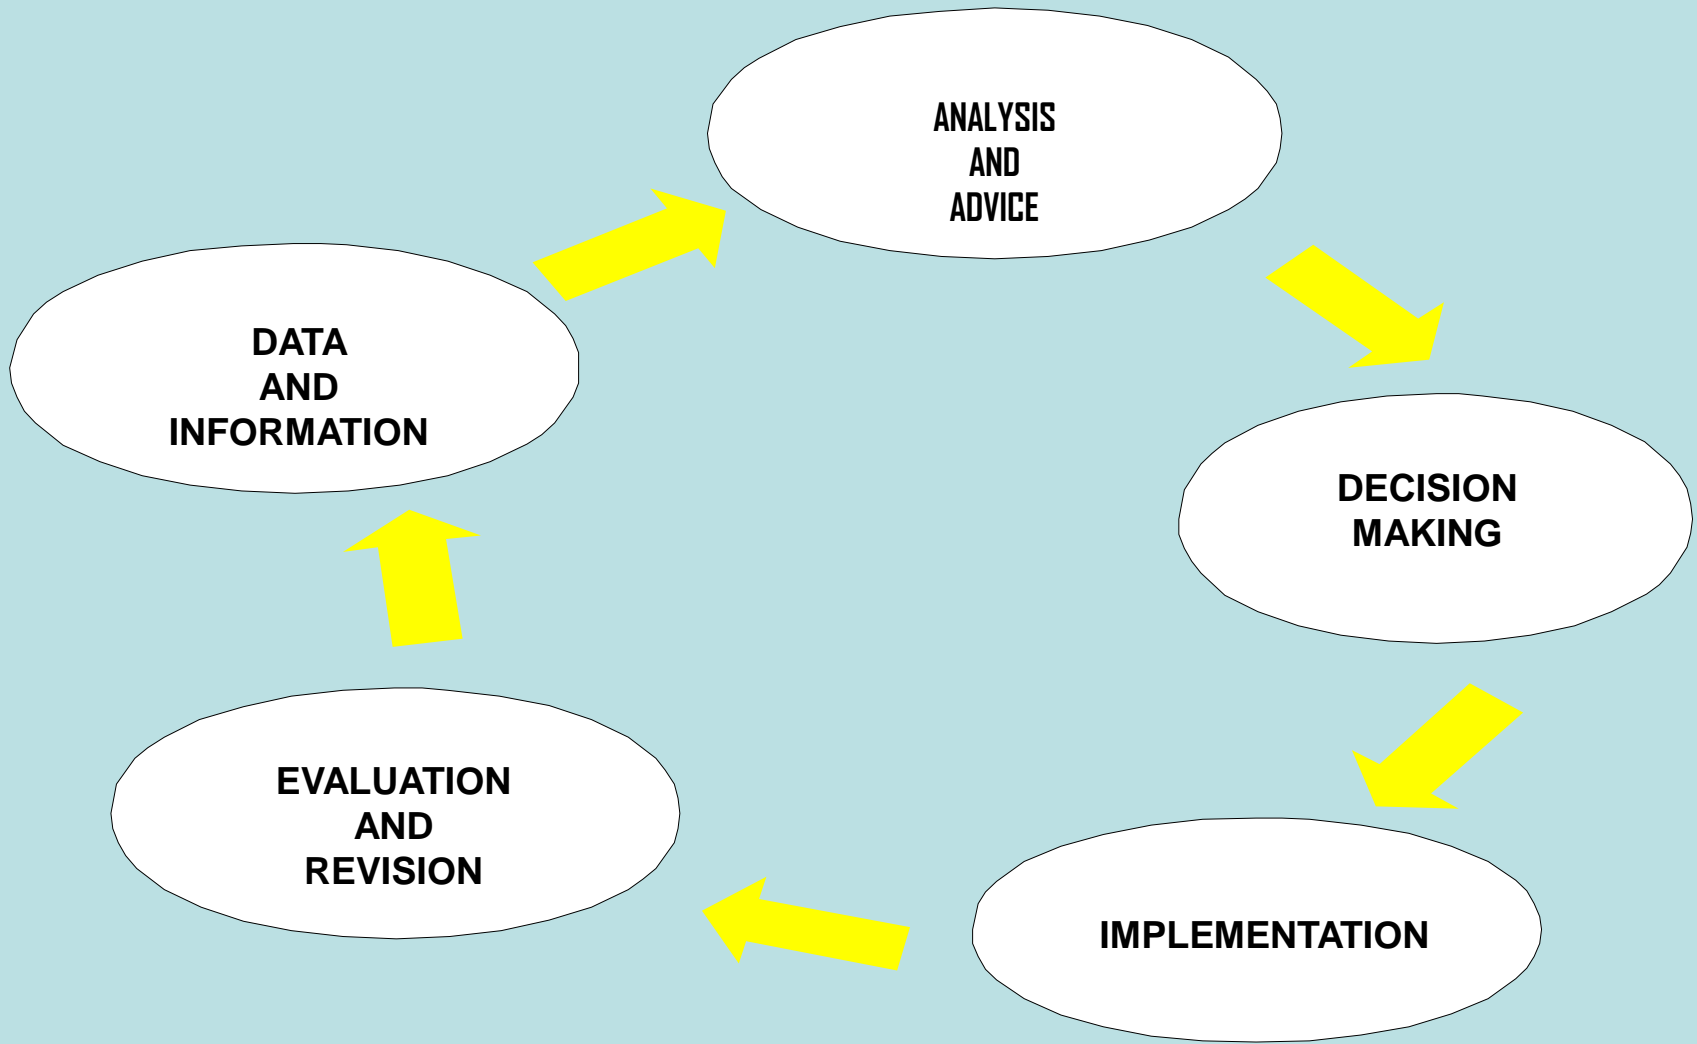 ANALYSIS
AND
ADVICE
DATA
AND
INFORMATION
DECISION
MAKING
EVALUATION
AND
REVISION
IMPLEMENTATION